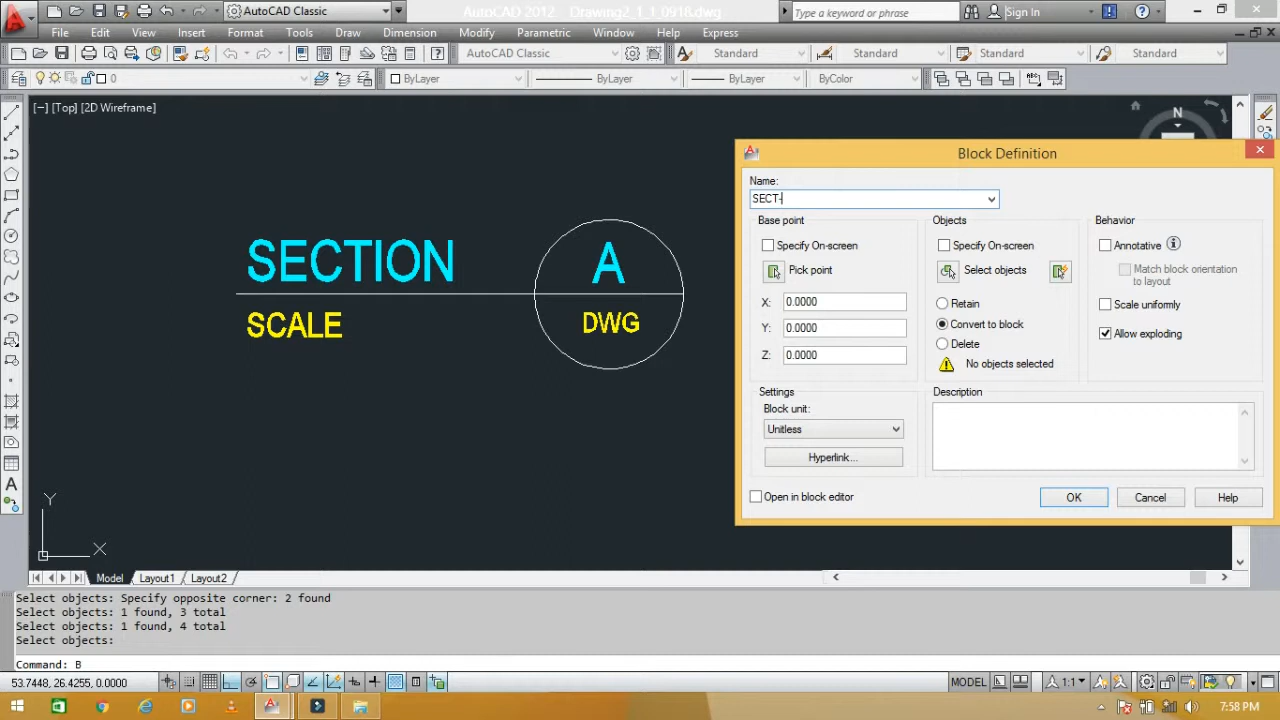 AutoCAD Classic
AutoCAD 2012 Drawing2_1_1_0918.dwg
Type a keyword or phrase
Sign In
File Edit View Insert Format Tools Draw Dimension Modify Parametric Window Help Express
AutoCAD Classic Standard Standard Standard Standard
0 ByLayer ByLayer ByLayer ByColor
[−] [Top] [2D Wireframe]
N
SECTION A
SCALE DWG
Block Definition
Name:
SECT-
Base point Objects Behavior
Specify On-screen Specify On-screen Annotative
Pick point Select objects Match block orientation
to layout
X: 0.0000 Retain Scale uniformly
Y: 0.0000 Convert to block Allow exploding
Z: 0.0000 Delete
No objects selected
Settings Description
Block unit:
Unitless
Hyperlink...
Open in block editor OK Cancel Help
Y
X
Model Layout1 Layout2
Select objects: Specify opposite corner: 2 found
Select objects: 1 found, 3 total
Select objects: 1 found, 4 total
Select objects:
Command: B
53.7448, 26.4255, 0.0000 MODEL 1:1
7:58 PM